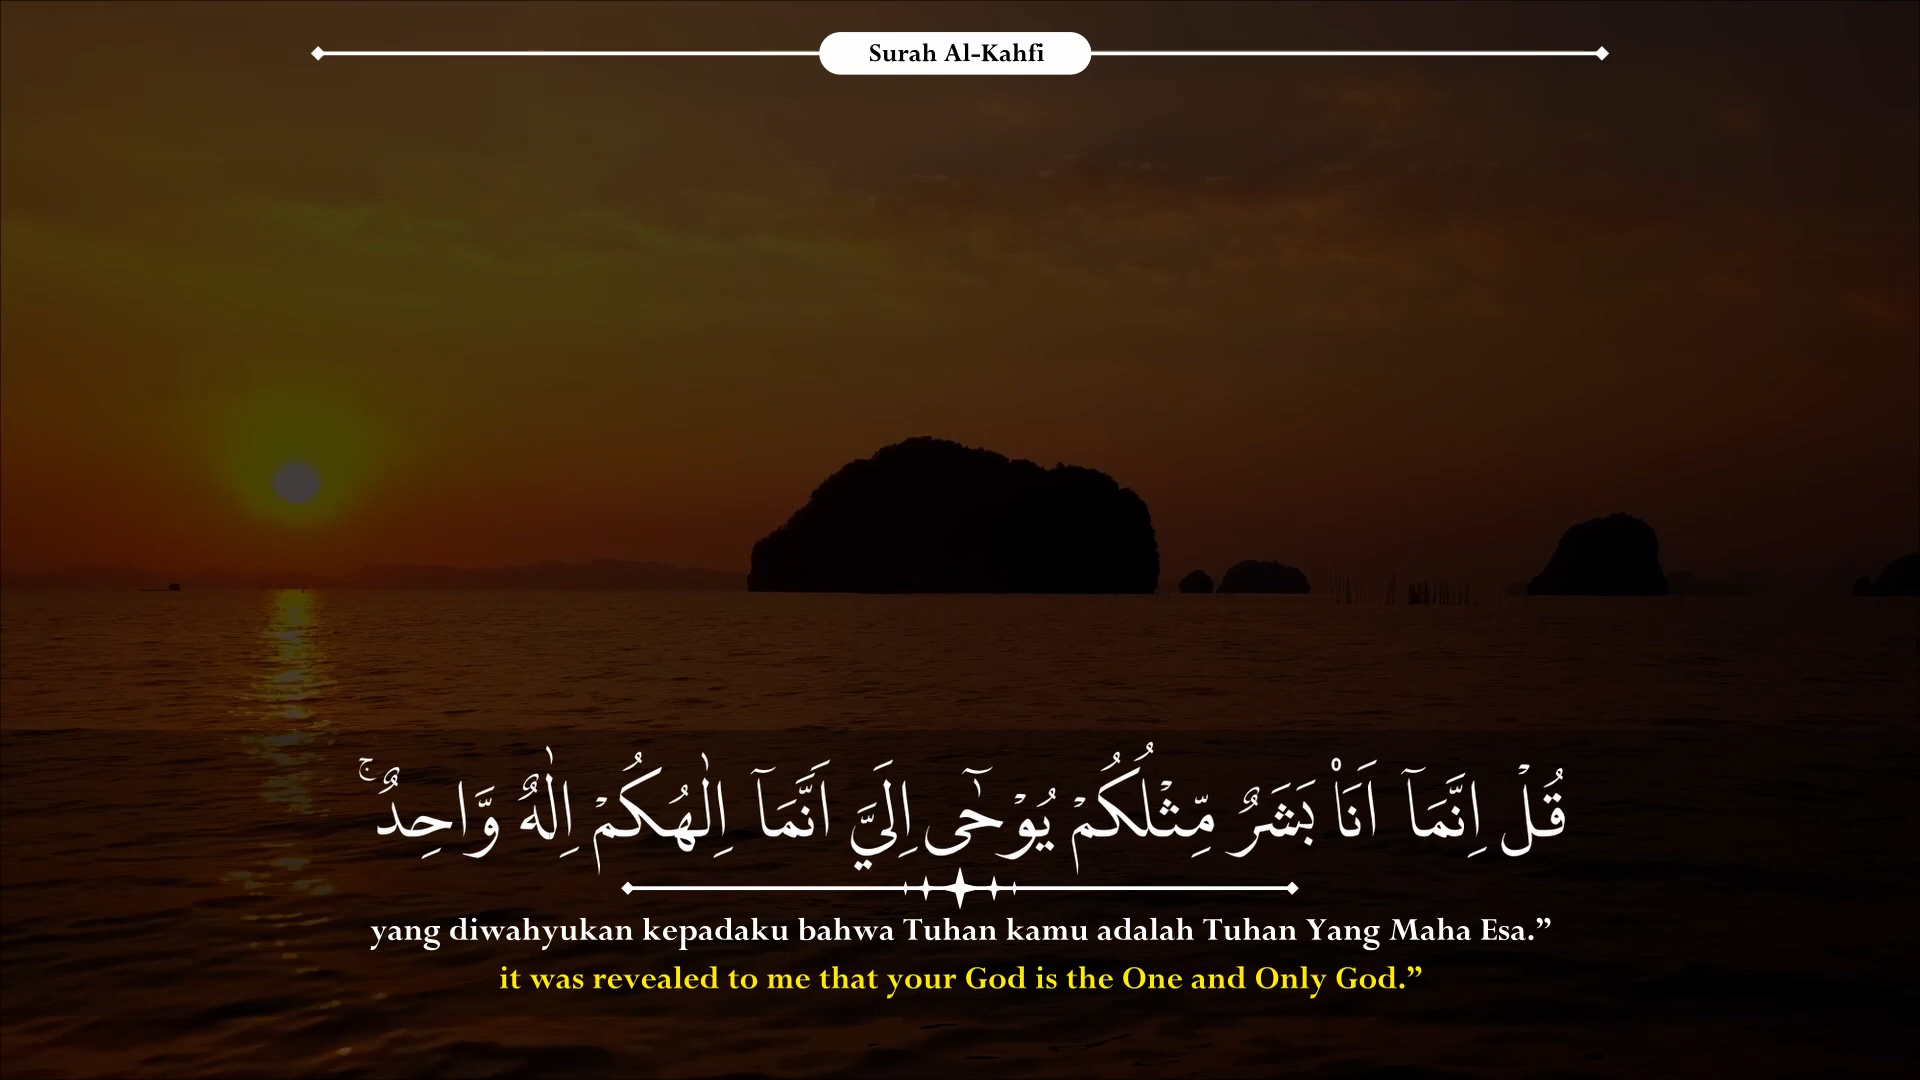 Surah Al-Kahfi
قُلْ اِنَّمَآ اَنَا۠ بَشَرٌ مِّثْلُكُمْ يُوْحٰٓى اِلَيَّ اَنَّمَآ اِلٰهُكُمْ اِلٰهٌ وَّاحِدٌۚ
yang diwahyukan kepadaku bahwa Tuhan kamu adalah Tuhan Yang Maha Esa.”
it was revealed to me that your God is the One and Only God.”